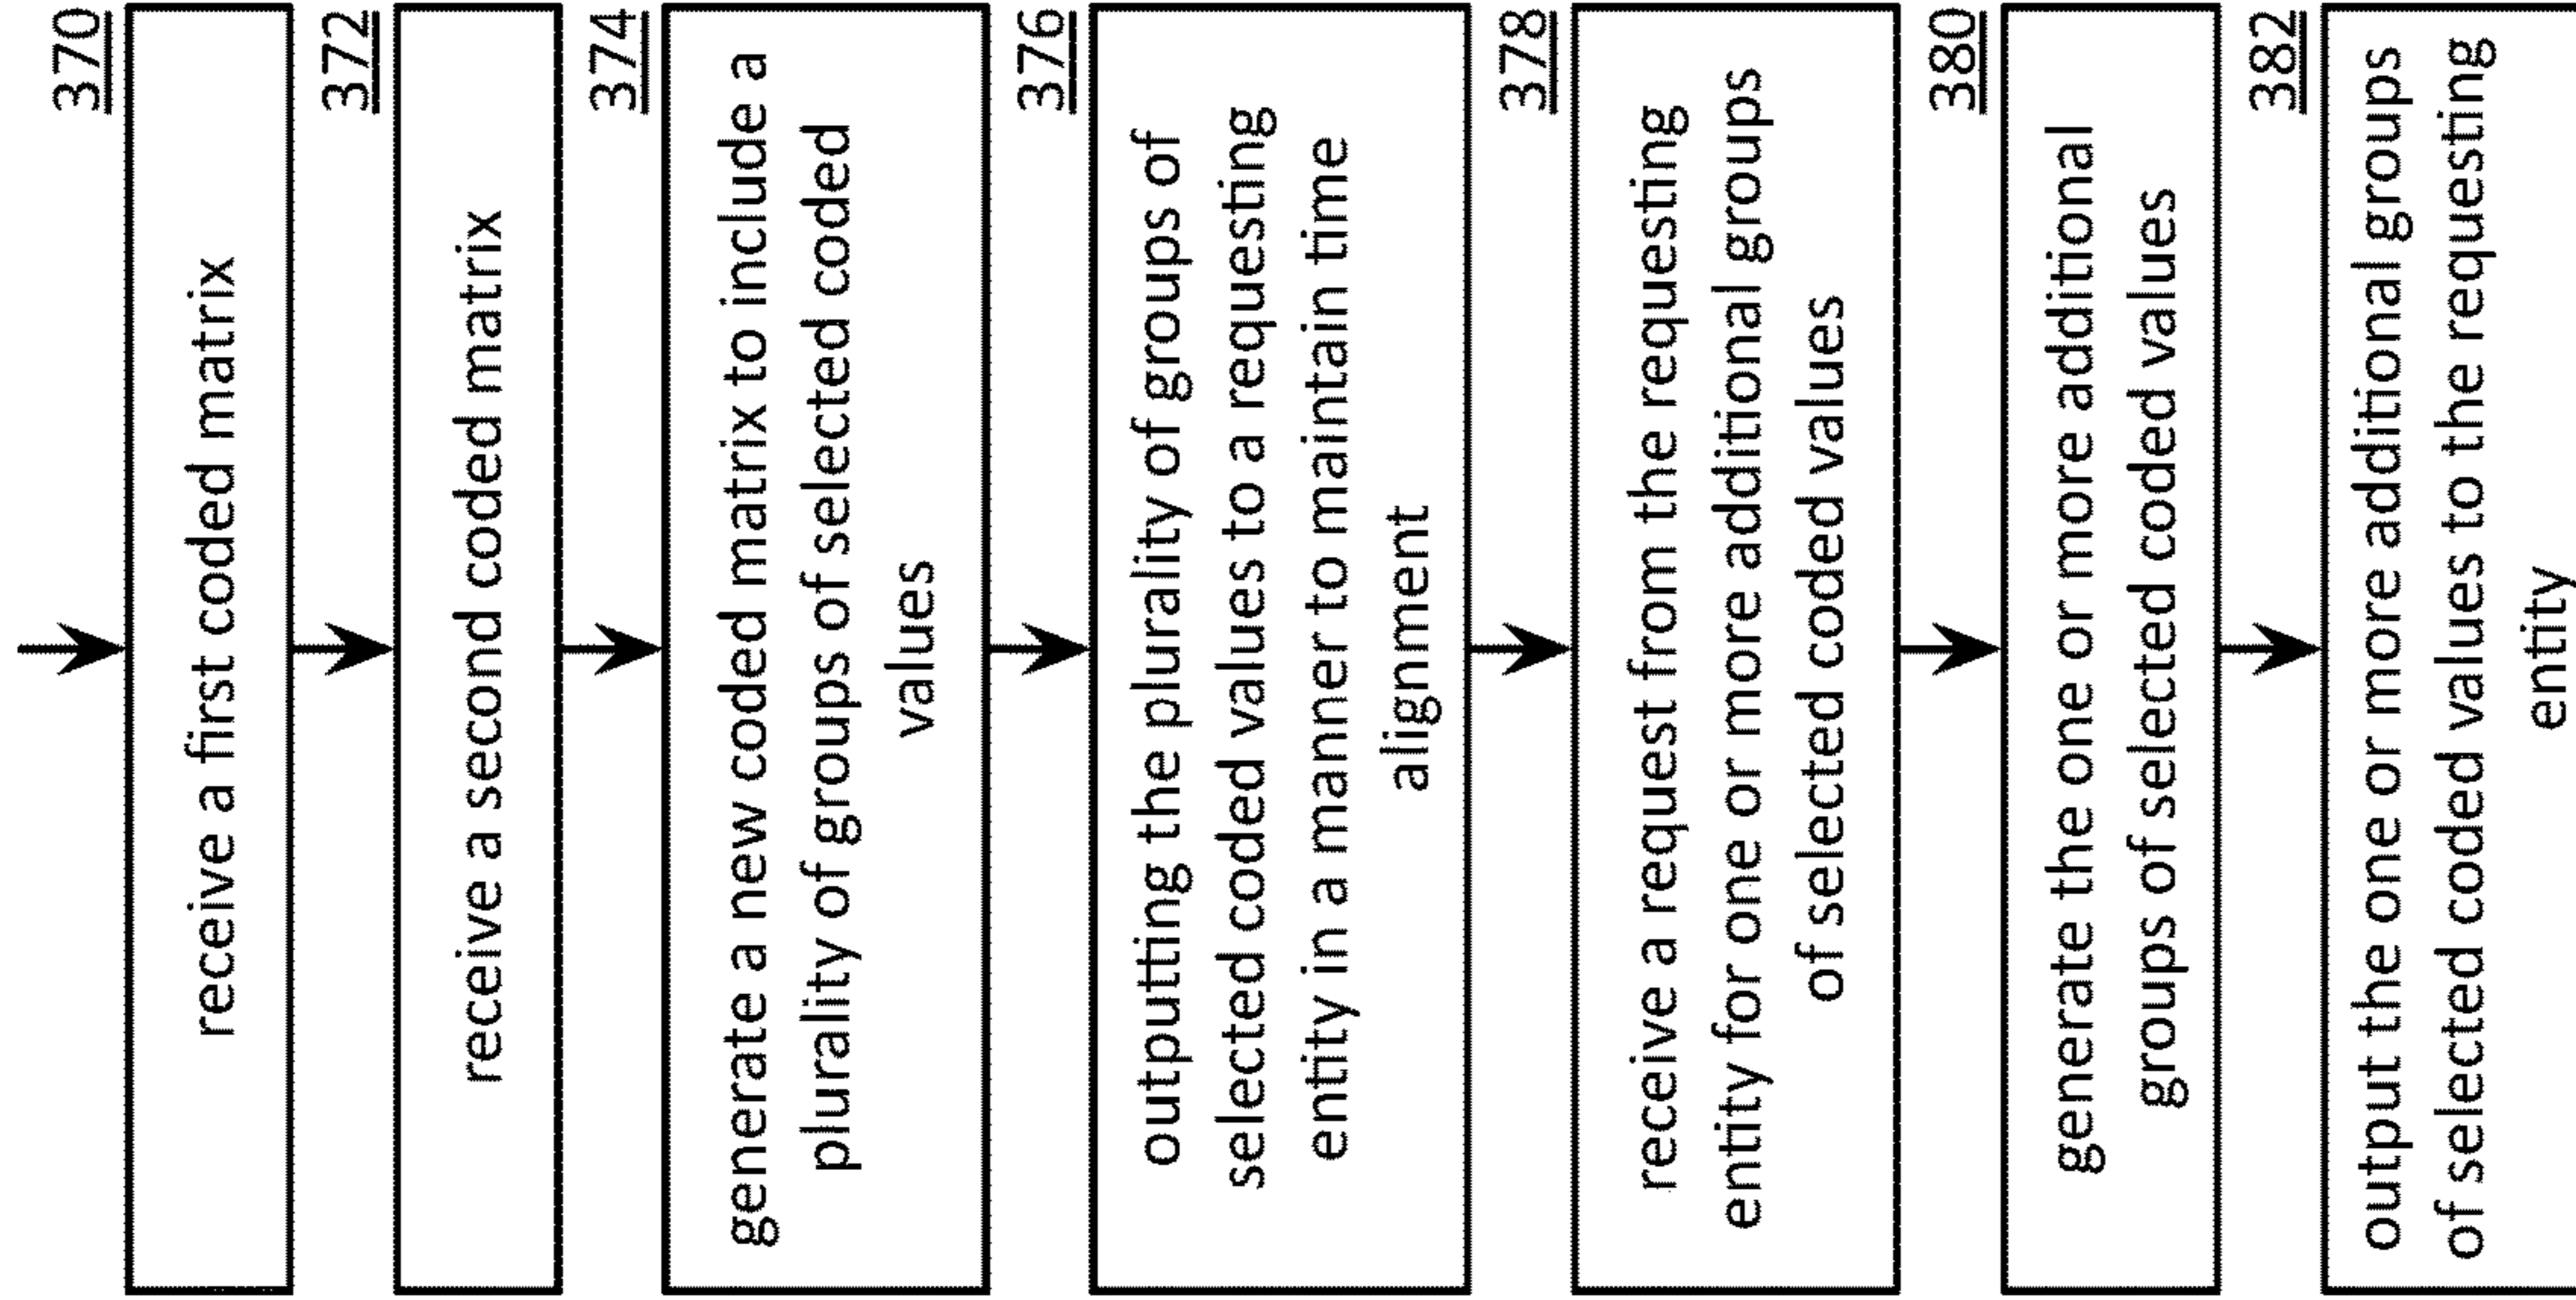 370
receive a first coded matrix
372
receive a second coded matrix
374
generate a new coded matrix to include a
plurality of groups of selected coded
values
376
outputting the plurality of groups of
selected coded values to a requesting
entity in a manner to maintain time
alignment
378
receive a request from the requesting
entity for one or more additional groups
of selected coded values
380
generate the one or more additional
groups of selected coded values
382
output the one or more additional groups
of selected coded values to the requesting
entity